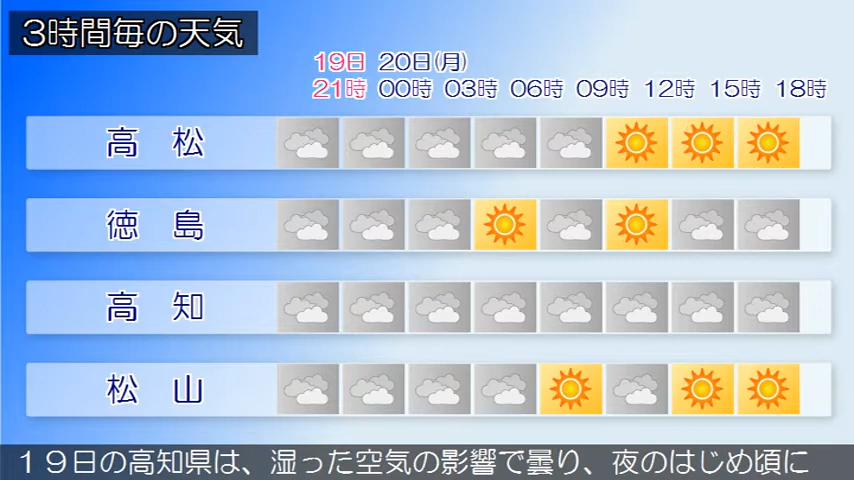 3時間毎の天気
19日 20日(月)
21時 00時 03時 06時 09時 12時 15時 18時
高 松
徳 島
高 知
松 山
19日の高知県は、湿った空気の影響で曇り、夜のはじめ頃に